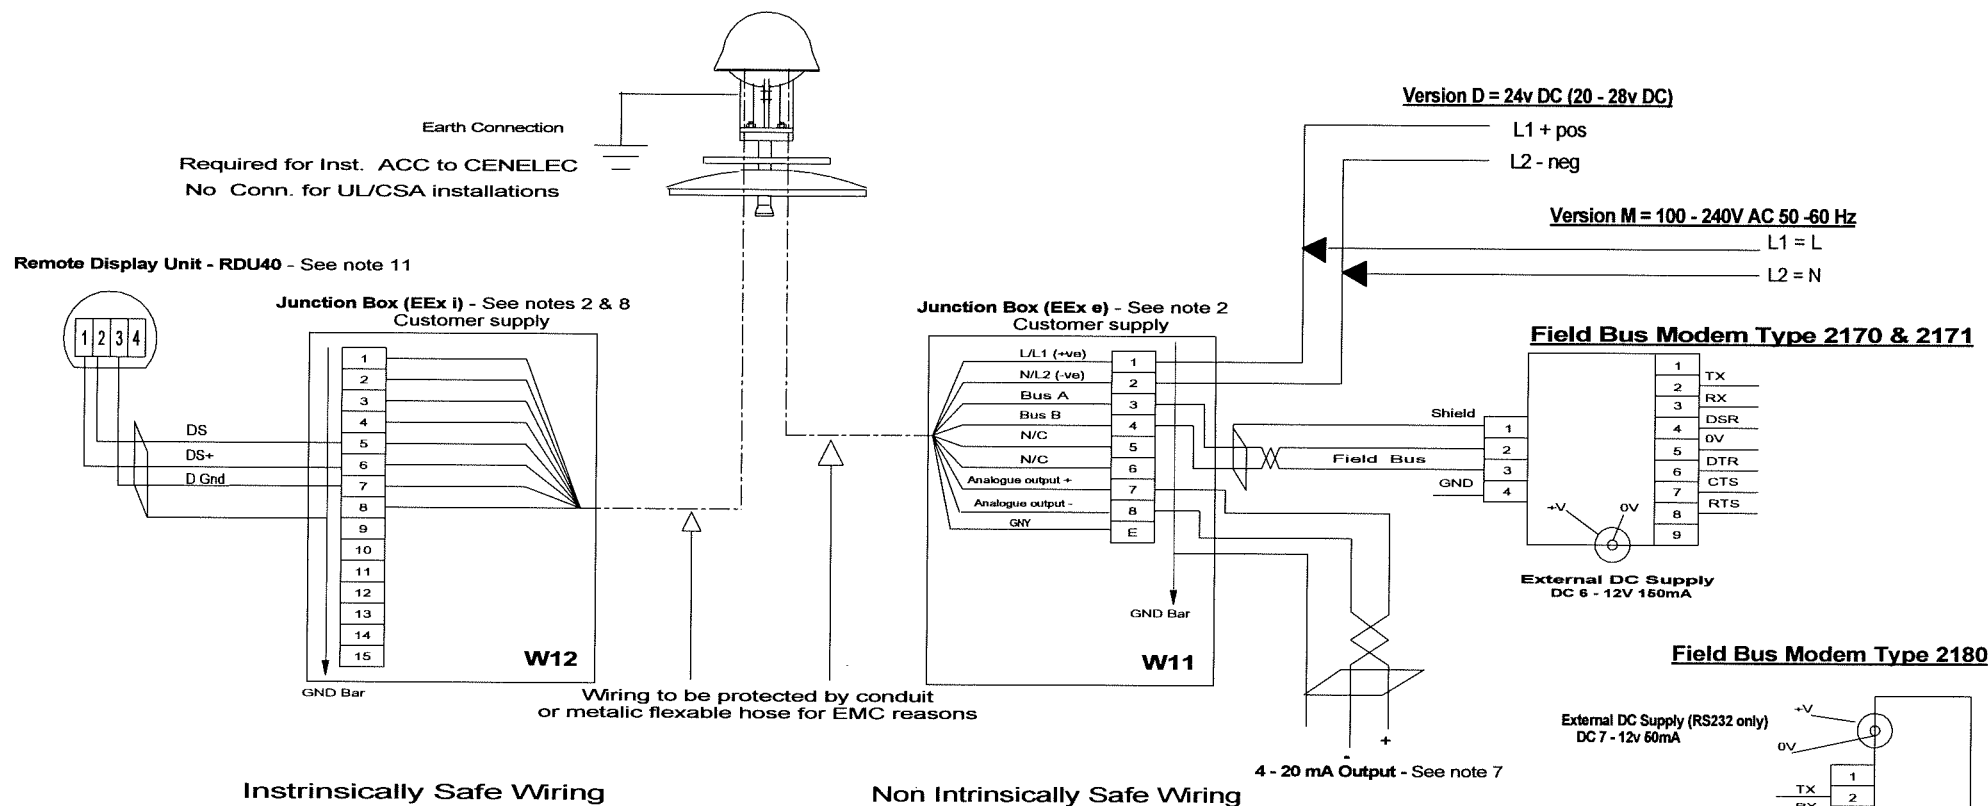 Version D = 24v DC (20 - 28v DC)
L1 + pos
L2 - neg
Earth Connection
Required for Inst. ACC to CENELEC
No Conn. for UL/CSA installations
Version M = 100 - 240V AC 50 -60 Hz
L1 = L
L2 = N
Remote Display Unit - RDU40 - See note 11
1 2 3 4
DS
DS+
D Gnd
Junction Box (EEx i) - See notes 2 & 8
Customer supply
1
2
3
4
5
6
7
8
9
10
11
12
13
14
15
W12
GND Bar
Wiring to be protected by conduit
or metalic flexable hose for EMC reasons
Junction Box (EEx e) - See note 2
Customer supply
L/L1 (+ve) 1
N/L2 (-ve) 2
Bus A 3
Bus B 4
N/C 5
N/C 6
Analogue output + 7
Analogue output - 8
GNY E
GND Bar
W11
Field Bus Modem Type 2170 & 2171
Shield 1
2
Field Bus 3
GND 4
1
TX
2
RX
3
DSR
4
0V
5
DTR
6
CTS
7
RTS
8
9
+V 0V
External DC Supply
DC 6 - 12V 150mA
- +
4 - 20 mA Output - See note 7
Field Bus Modem Type 2180
External DC Supply (RS232 only)
DC 7 - 12v 60mA
+V
0V
1
TX 2
RX
Instrinsically Safe Wiring
Non Intrinsically Safe Wiring